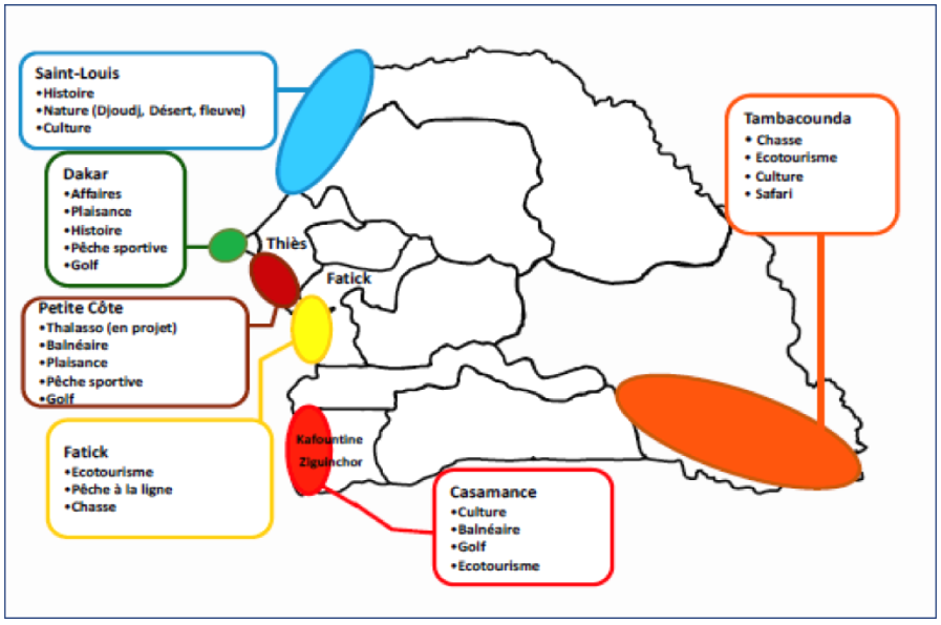 Saint-Louis
•Histoire
•Nature (Djoudj, Désert, fleuve)
•Culture
Dakar
•Affaires
•Plaisance
•Histoire
•Pêche sportive
•Golf
Petite Côte
•Thalasso (en projet)
•Balnéaire
•Plaisance
•Pêche sportive
•Golf
Fatick
•Ecotourisme
•Pêche à la ligne
•Chasse
Thiès
Fatick
Kafountine
Ziguinchor
Casamance
•Culture
•Balnéaire
•Golf
•Ecotourisme
Tambacounda
• Chasse
• Ecotourisme
• Culture
• Safari